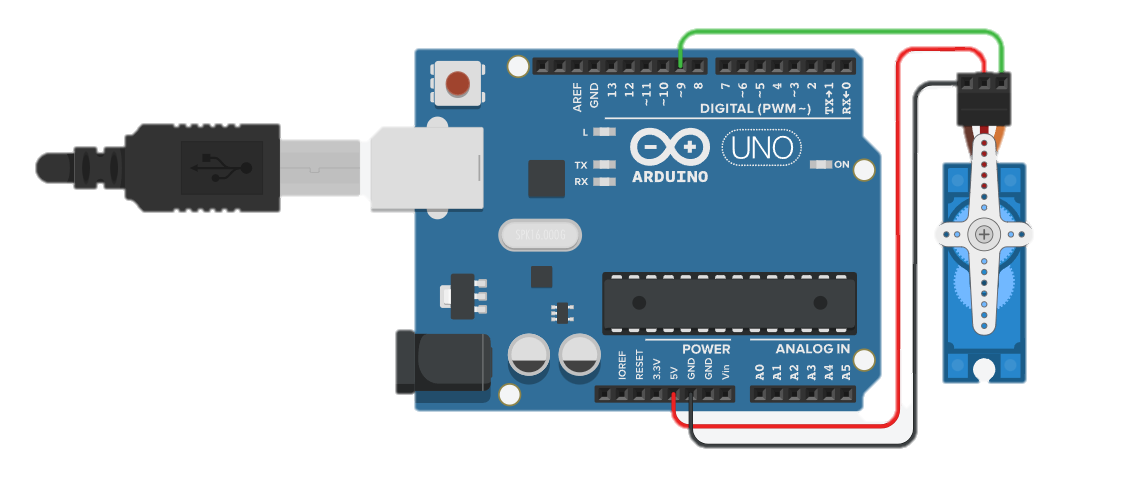 AREF
GND
13
12
~11
~10
~9
8
7
~6
~5
4
~3
2
TX→1
RX←0
DIGITAL (PWM~)
L
TX
RX
ARDUINO
UNO
ON
SPK16.000G
POWER
ANALOG IN
IOREF
RESET
3.3V
5V
GND
GND
Vin
A0
A1
A2
A3
A4
A5